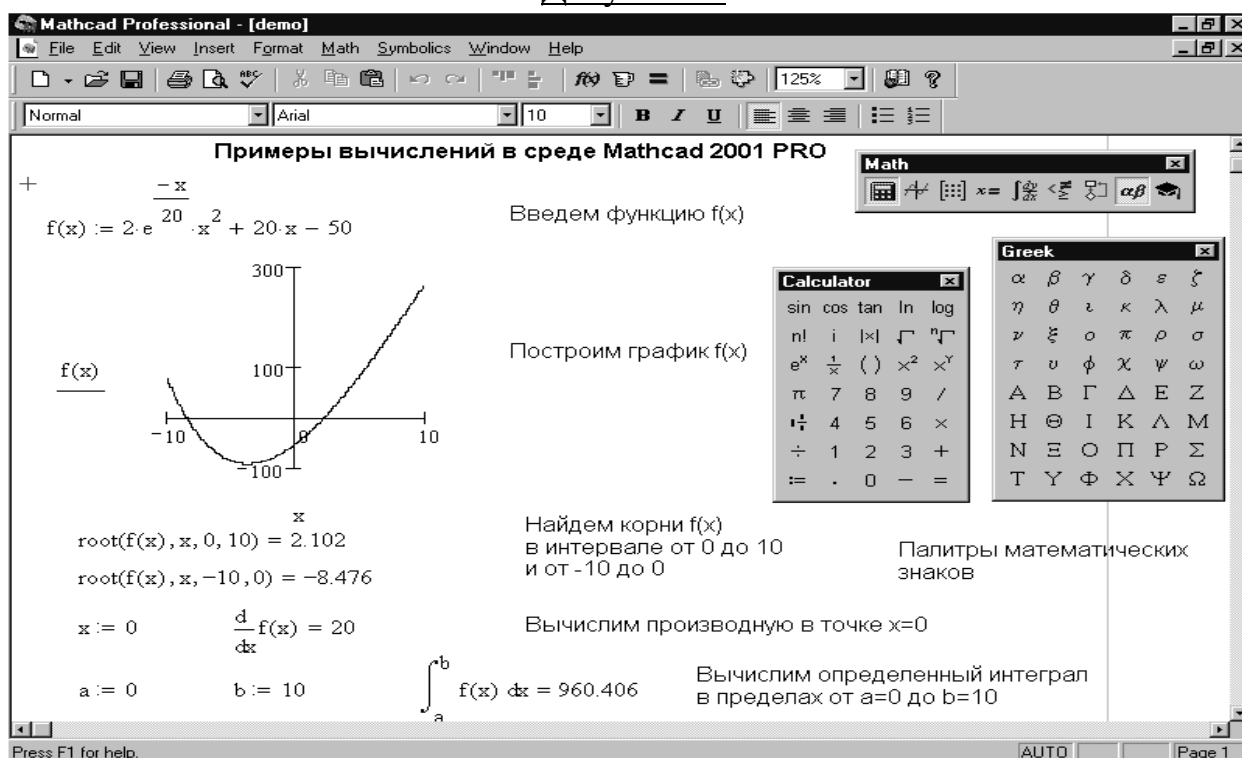 Mathcad Professional - [demo]
File Edit View Insert Format Math Symbolics Window Help
f(x) 125% ?
Normal Arial 10 B I U
Примеры вычислений в среде Mathcad 2001 PRO
Math
x= ∫ dy/dx <≠≥ αβ
f(x) := 2·e^(-x/20)·x^2 + 20·x − 50
Введем функцию f(x)
Greek
α β γ δ ε ζ
η θ ι κ λ μ
ν ξ ο π ρ σ
τ υ φ χ ψ ω
Α Β Γ Δ Ε Ζ
Η Θ Ι Κ Λ Μ
Ν Ξ Ο Π Ρ Σ
Τ Υ Φ Χ Ψ Ω
Calculator
sin cos tan ln log
n! i |×| √ ⁿ√
eˣ 1/x ( ) ×² ×ʸ
π 7 8 9 /
4 5 6 ×
÷ 1 2 3 +
:= . 0 — =
300
f(x) 100
−10 0 10
−100
x
Построим график f(x)
root(f(x),x,0,10) = 2.102
root(f(x),x,−10,0) = −8.476
Найдем корни f(x)
в интервале от 0 до 10
и от -10 до 0
Палитры математических
знаков
x := 0 d/dx f(x) = 20
Вычислим производную в точке x=0
a := 0 b := 10 ∫_a^b f(x) dx = 960.406
Вычислим определенный интеграл
в пределах от a=0 до b=10
Press F1 for help. AUTO Page 1